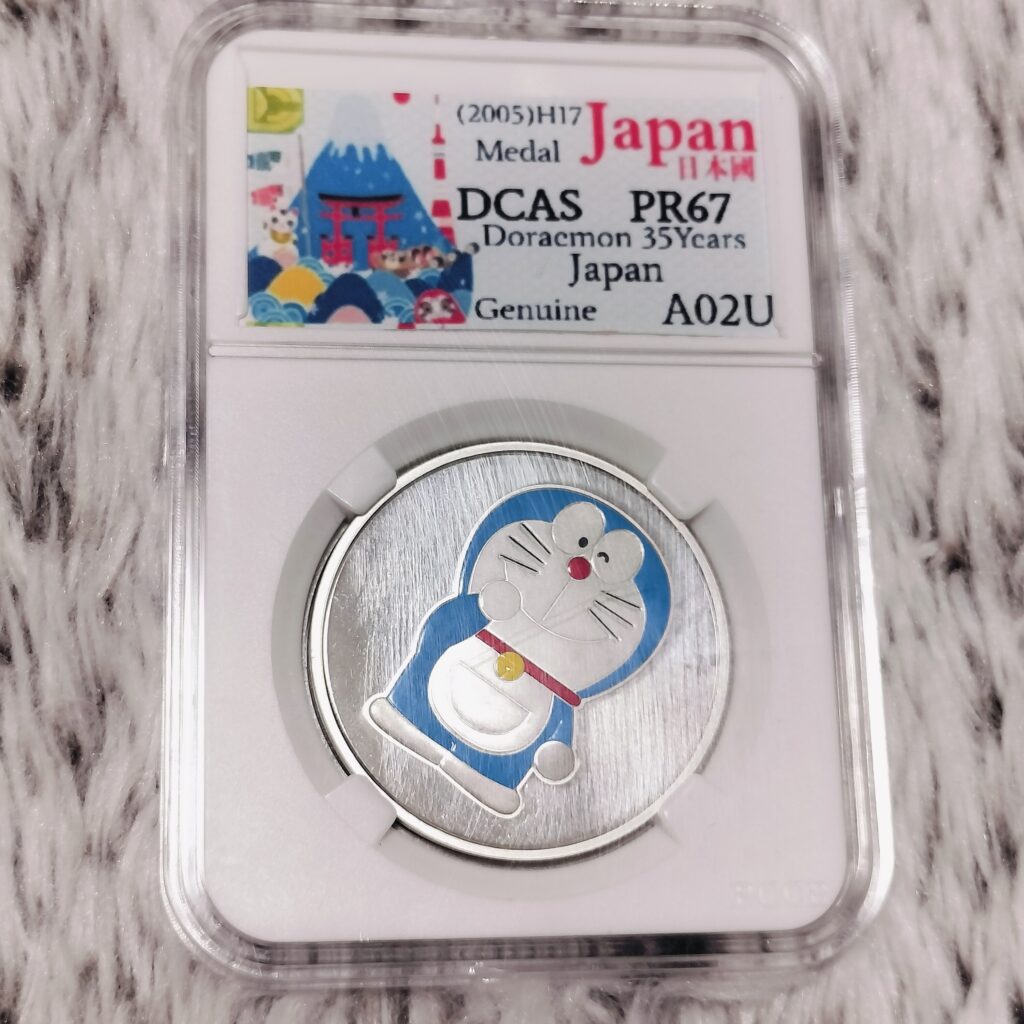 (2005)H17 Japan
Medal 日本國
DCAS PR67
Doraemon 35Years
Japan
Genuine A02U